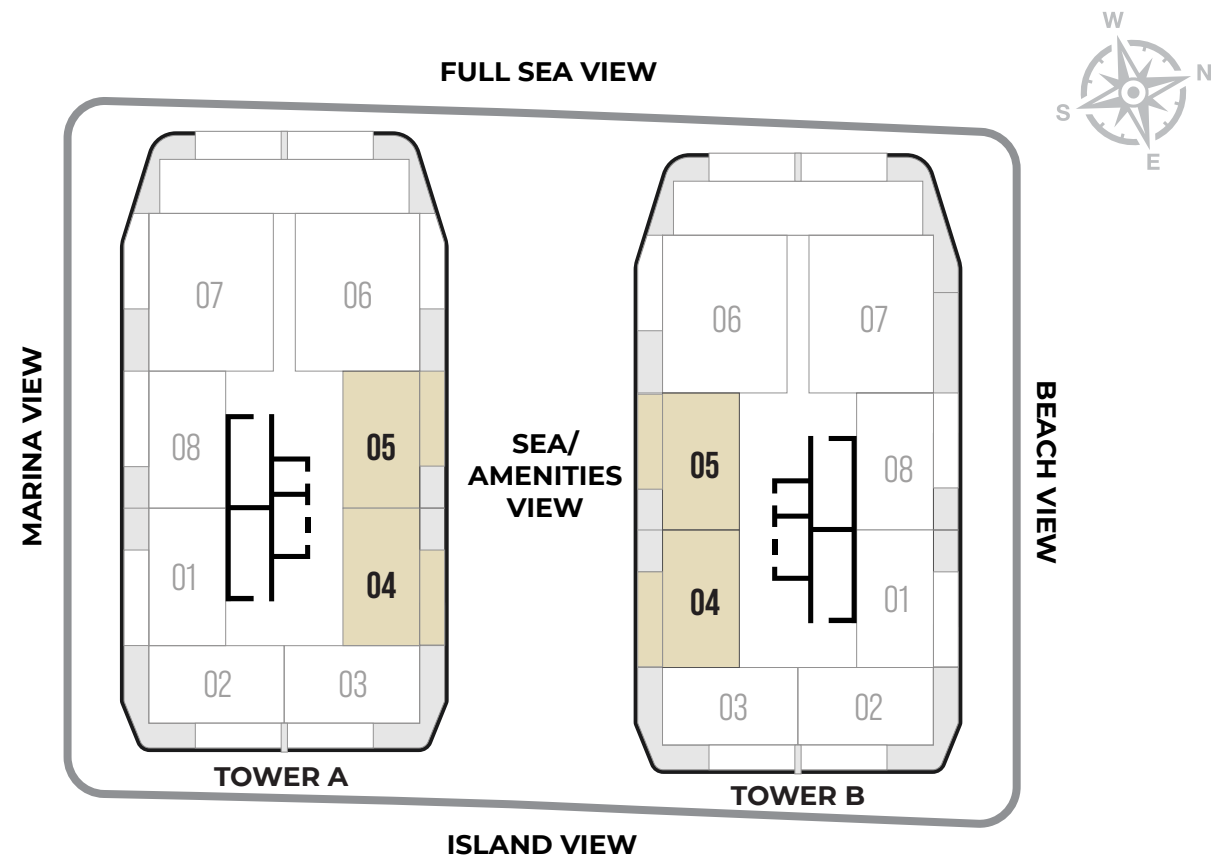 W
N
S
E
FULL SEA VIEW
MARINA VIEW
07
06
08
05
01
04
02
03
TOWER A
SEA/
AMENITIES
VIEW
06
07
05
08
04
01
03
02
TOWER B
BEACH VIEW
ISLAND VIEW